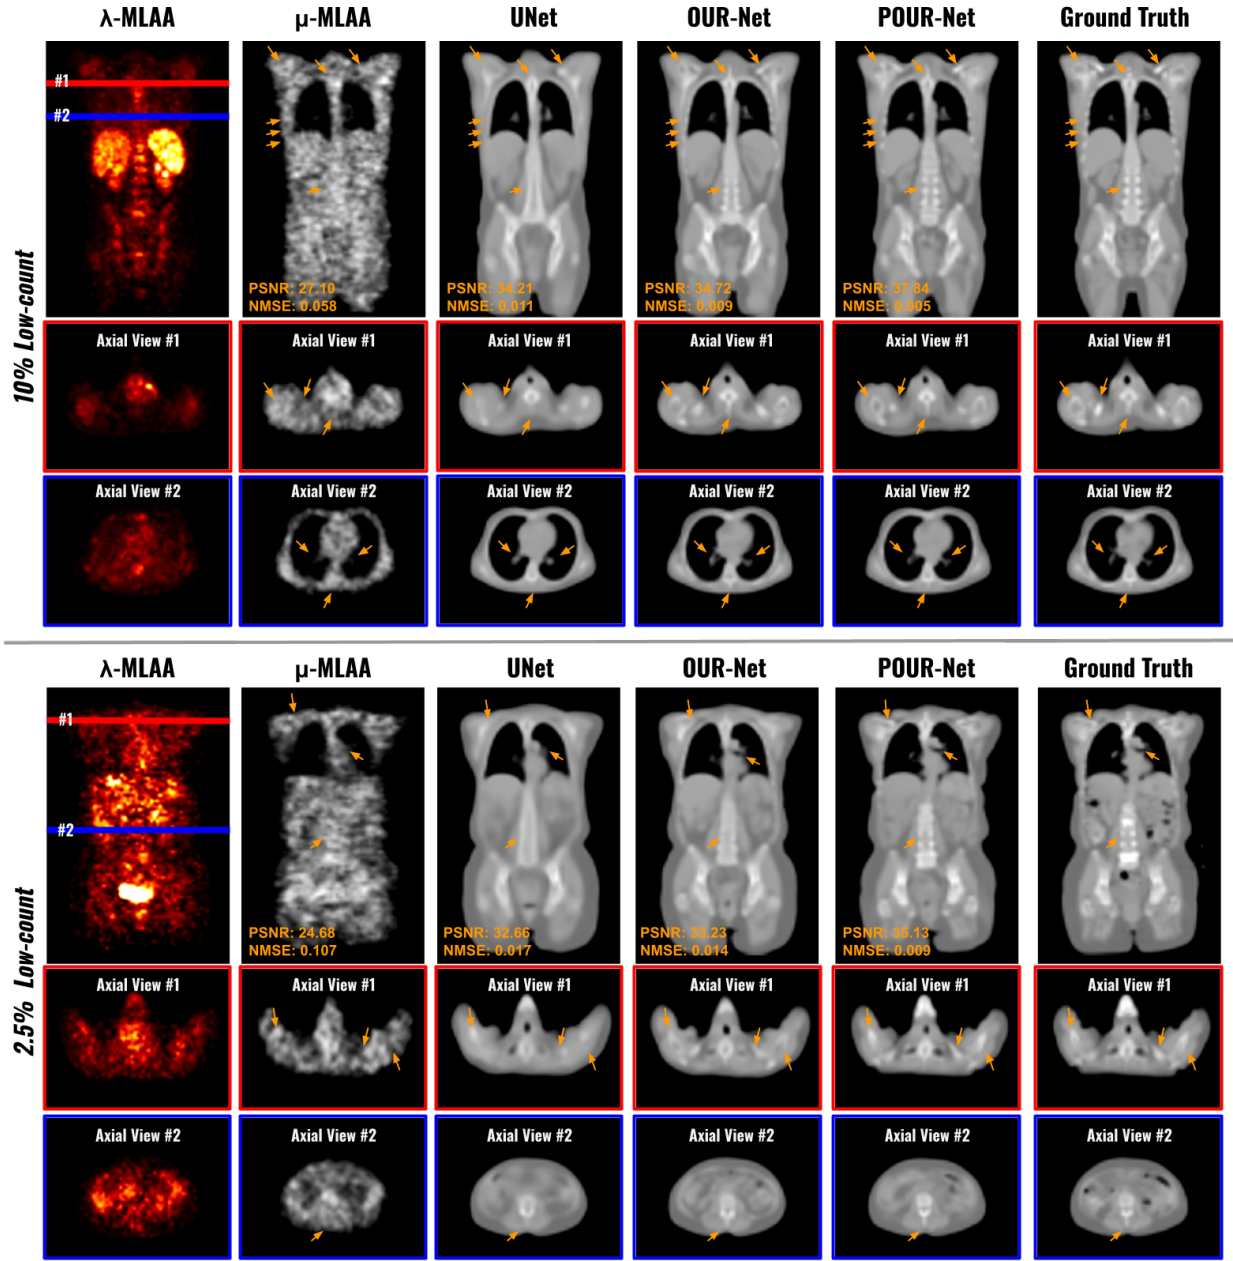 λ-MLAA μ-MLAA UNet OUR-Net POUR-Net Ground Truth
#1
#2
10% Low-count
PSNR: 27.10 PSNR: 34.21 PSNR: 34.72 PSNR: 37.84
NMSE: 0.058 NMSE: 0.011 NMSE: 0.009 NMSE: 0.005
Axial View #1 Axial View #1 Axial View #1 Axial View #1 Axial View #1 Axial View #1
Axial View #2 Axial View #2 Axial View #2 Axial View #2 Axial View #2 Axial View #2
λ-MLAA μ-MLAA UNet OUR-Net POUR-Net Ground Truth
#1
#2
2.5% Low-count
PSNR: 24.68 PSNR: 32.66 PSNR: 33.23 PSNR: 35.13
NMSE: 0.107 NMSE: 0.017 NMSE: 0.014 NMSE: 0.009
Axial View #1 Axial View #1 Axial View #1 Axial View #1 Axial View #1 Axial View #1
Axial View #2 Axial View #2 Axial View #2 Axial View #2 Axial View #2 Axial View #2